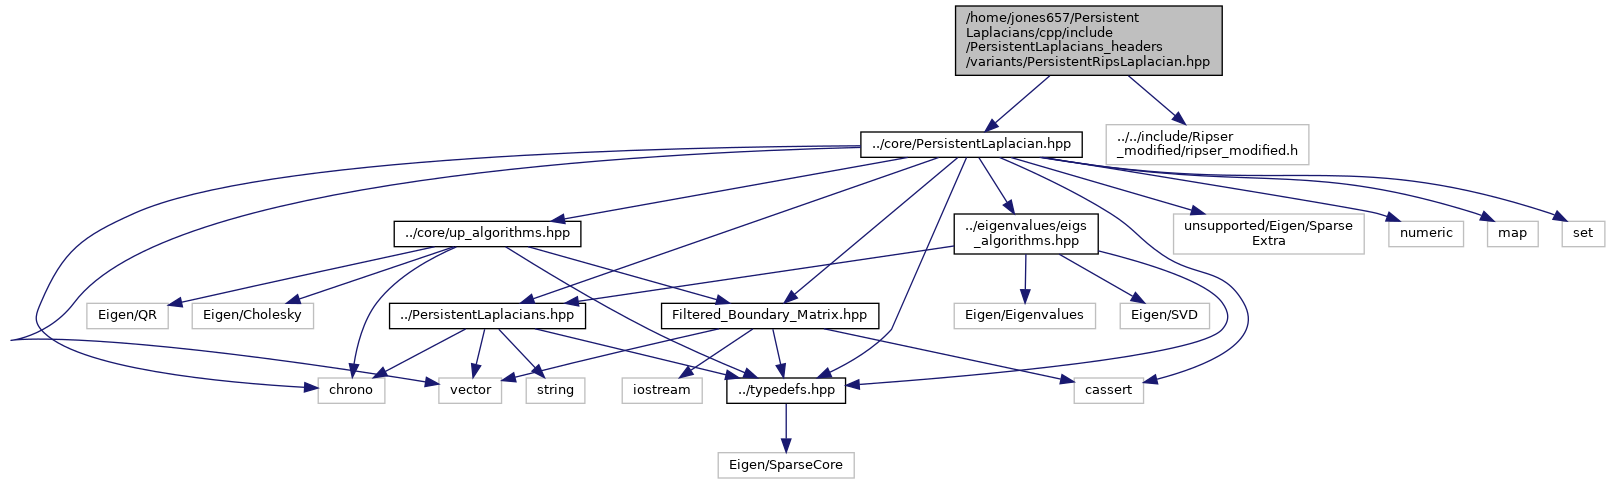 /home/jones657/Persistent
Laplacians/cpp/include
/PersistentLaplacians_headers
/variants/PersistentRipsLaplacian.hpp
../core/PersistentLaplacian.hpp
../../include/Ripser
_modified/ripser_modified.h
../core/up_algorithms.hpp
../eigenvalues/eigs
_algorithms.hpp
unsupported/Eigen/Sparse
Extra
numeric
map
set
Eigen/QR
Eigen/Cholesky
../PersistentLaplacians.hpp
Filtered_Boundary_Matrix.hpp
Eigen/Eigenvalues
Eigen/SVD
chrono
vector
string
iostream
../typedefs.hpp
cassert
Eigen/SparseCore